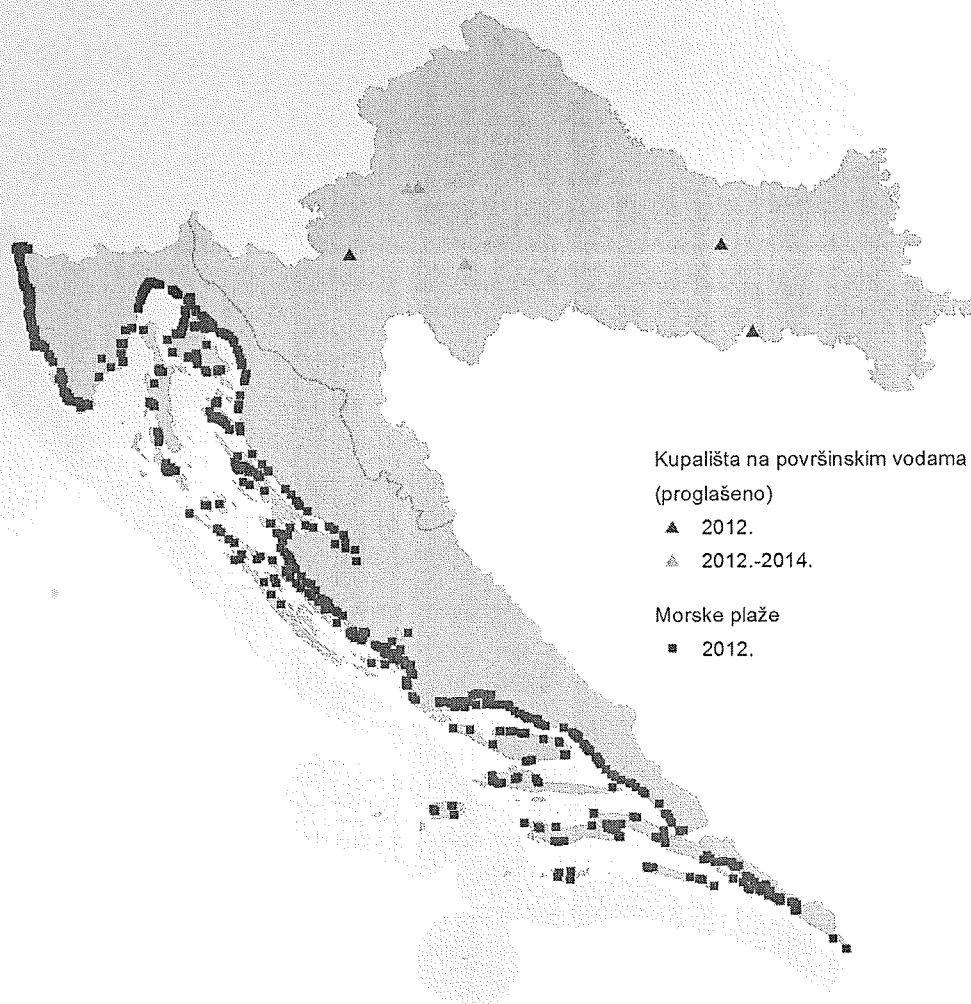 Kupališta na površinskim vodama
(proglašeno)
2012.
2012.-2014.
Morske plaže
2012.